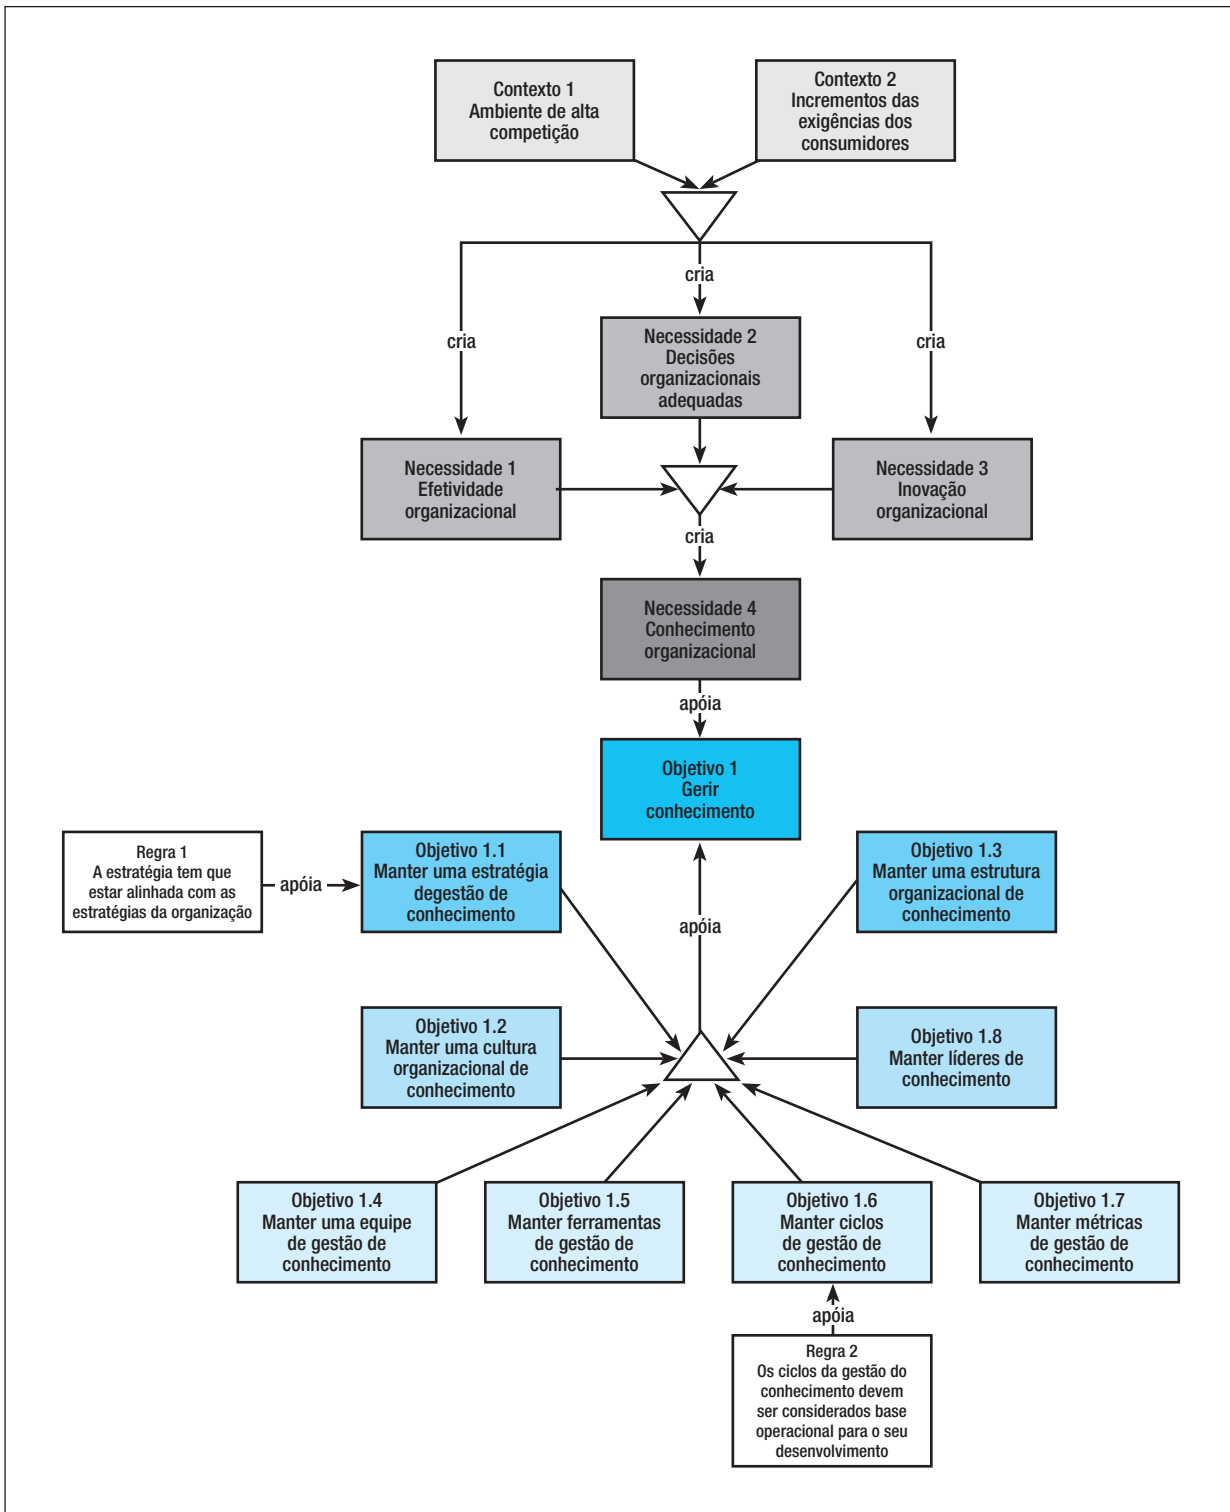 Contexto 1
Ambiente de alta
competição
Contexto 2
Incrementos das
exigências dos
consumidores
cria
cria
cria
Necessidade 2
Decisões
organizacionais
adequadas
Necessidade 1
Efetividade
organizacional
Necessidade 3
Inovação
organizacional
cria
Necessidade 4
Conhecimento
organizacional
apóia
Objetivo 1
Gerir
conhecimento
Regra 1
A estratégia tem que
estar alinhada com as
estratégias da organização
apóia
Objetivo 1.1
Manter uma estratégia
degestão de
conhecimento
Objetivo 1.3
Manter uma estrutura
organizacional de
conhecimento
apóia
Objetivo 1.2
Manter uma cultura
organizacional de
conhecimento
Objetivo 1.8
Manter líderes de
conhecimento
Objetivo 1.4
Manter uma equipe
de gestão de
conhecimento
Objetivo 1.5
Manter ferramentas
de gestão de
conhecimento
Objetivo 1.6
Manter ciclos
de gestão de
conhecimento
Objetivo 1.7
Manter métricas
de gestão de
conhecimento
apóia
Regra 2
Os ciclos da gestão do
conhecimento devem
ser considerados base
operacional para o seu
desenvolvimento